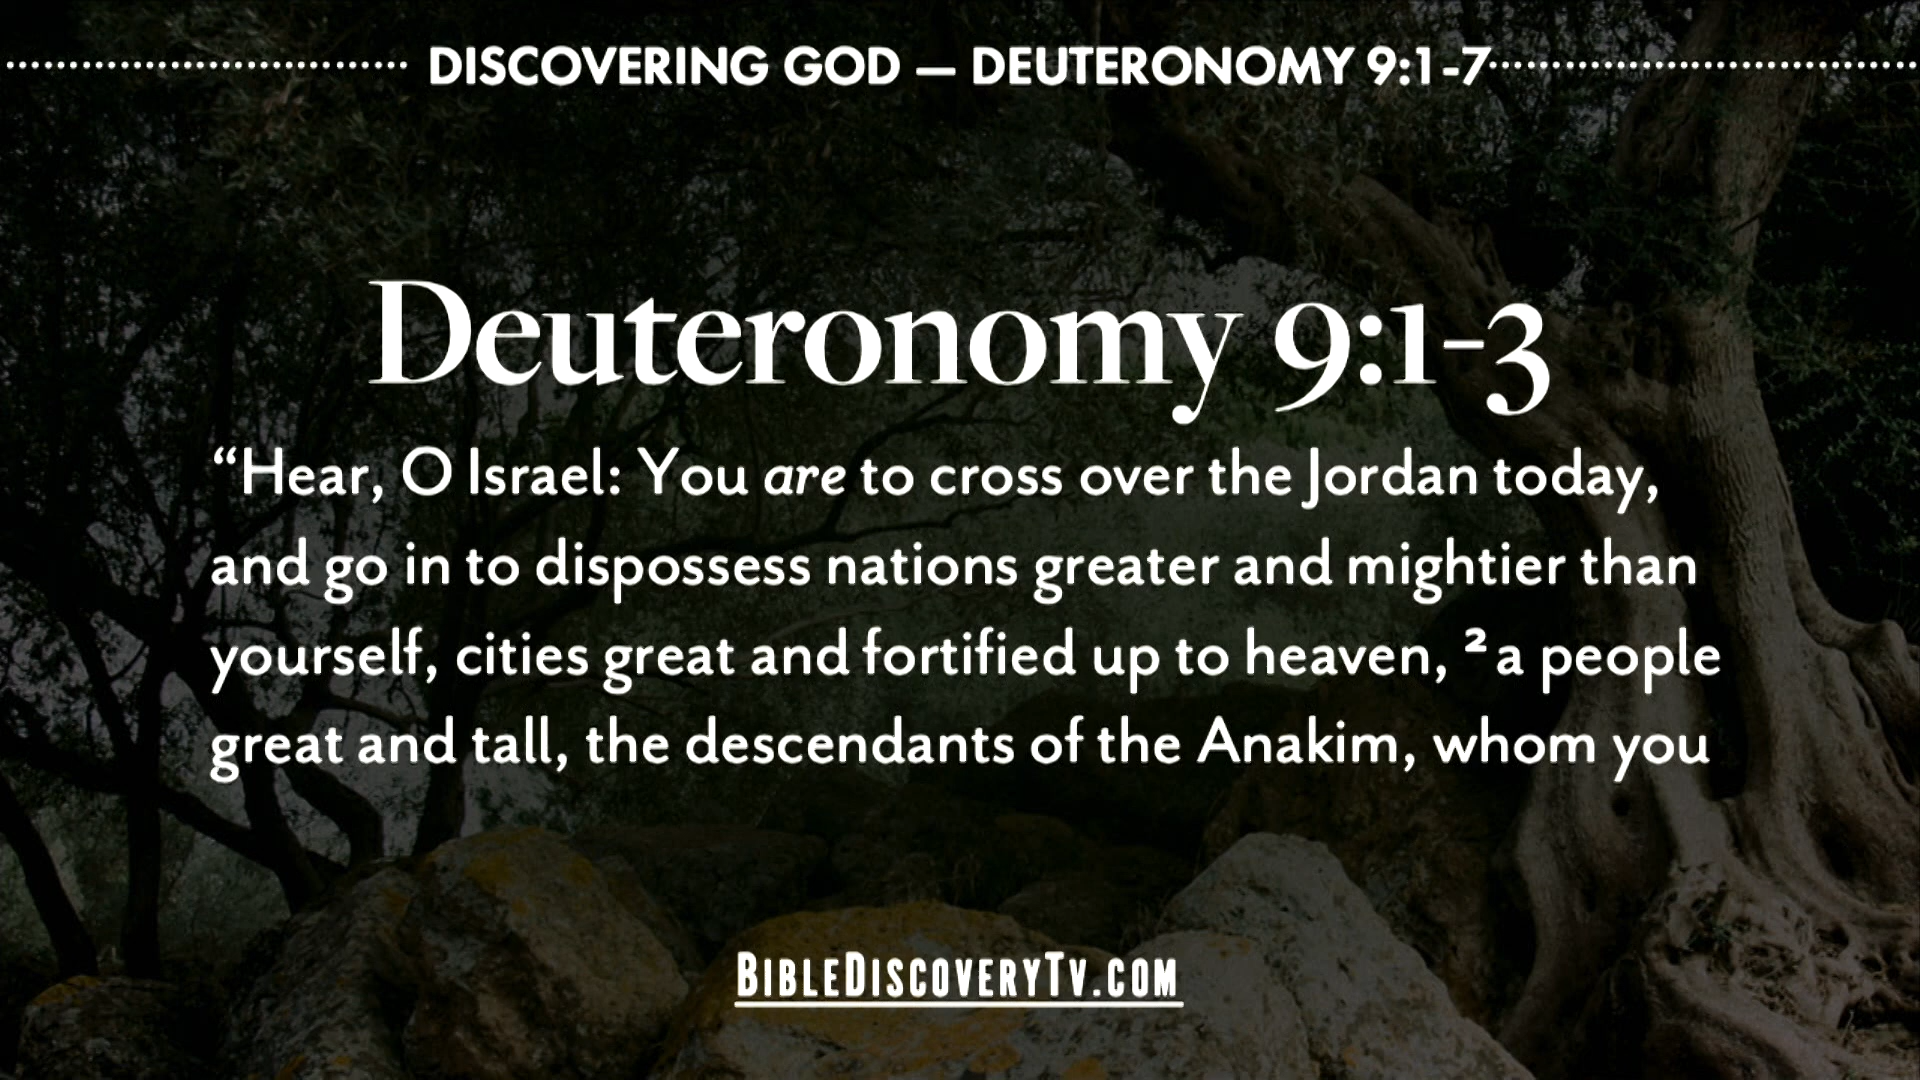 DISCOVERING GOD — DEUTERONOMY 9:1-7
Deuteronomy 9:1-3
“Hear, O Israel: You are to cross over the Jordan today,
and go in to dispossess nations greater and mightier than
yourself, cities great and fortified up to heaven, ²a people
great and tall, the descendants of the Anakim, whom you
BIBLEDISCOVERYTV.COM